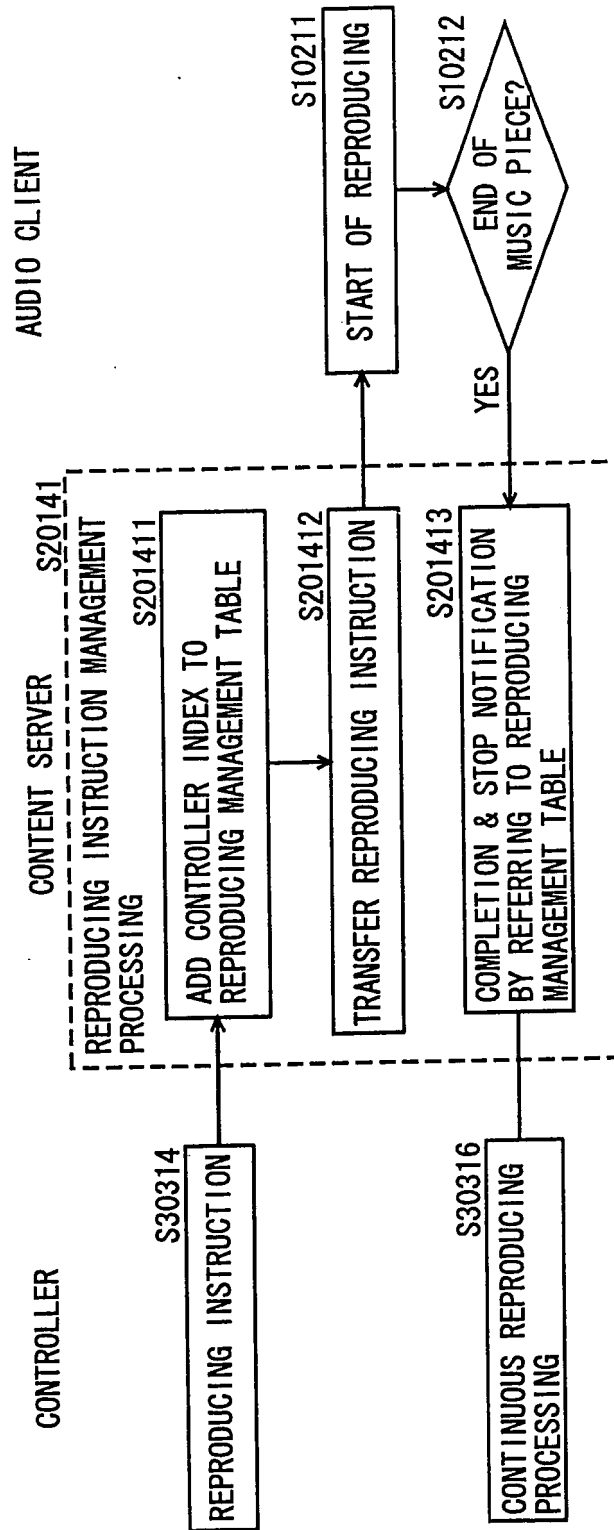 CONTROLLER
CONTENT SERVER
AUDIO CLIENT
S20141
REPRODUCING INSTRUCTION MANAGEMENT
PROCESSING
S30314
REPRODUCING INSTRUCTION
S201411
ADD CONTROLLER INDEX TO
REPRODUCING MANAGEMENT TABLE
S201412
TRANSFER REPRODUCING INSTRUCTION
S10211
START OF REPRODUCING
S10212
END OF
MUSIC PIECE?
YES
S201413
COMPLETION & STOP NOTIFICATION
BY REFERRING TO REPRODUCING
MANAGEMENT TABLE
S30316
CONTINUOUS REPRODUCING
PROCESSING